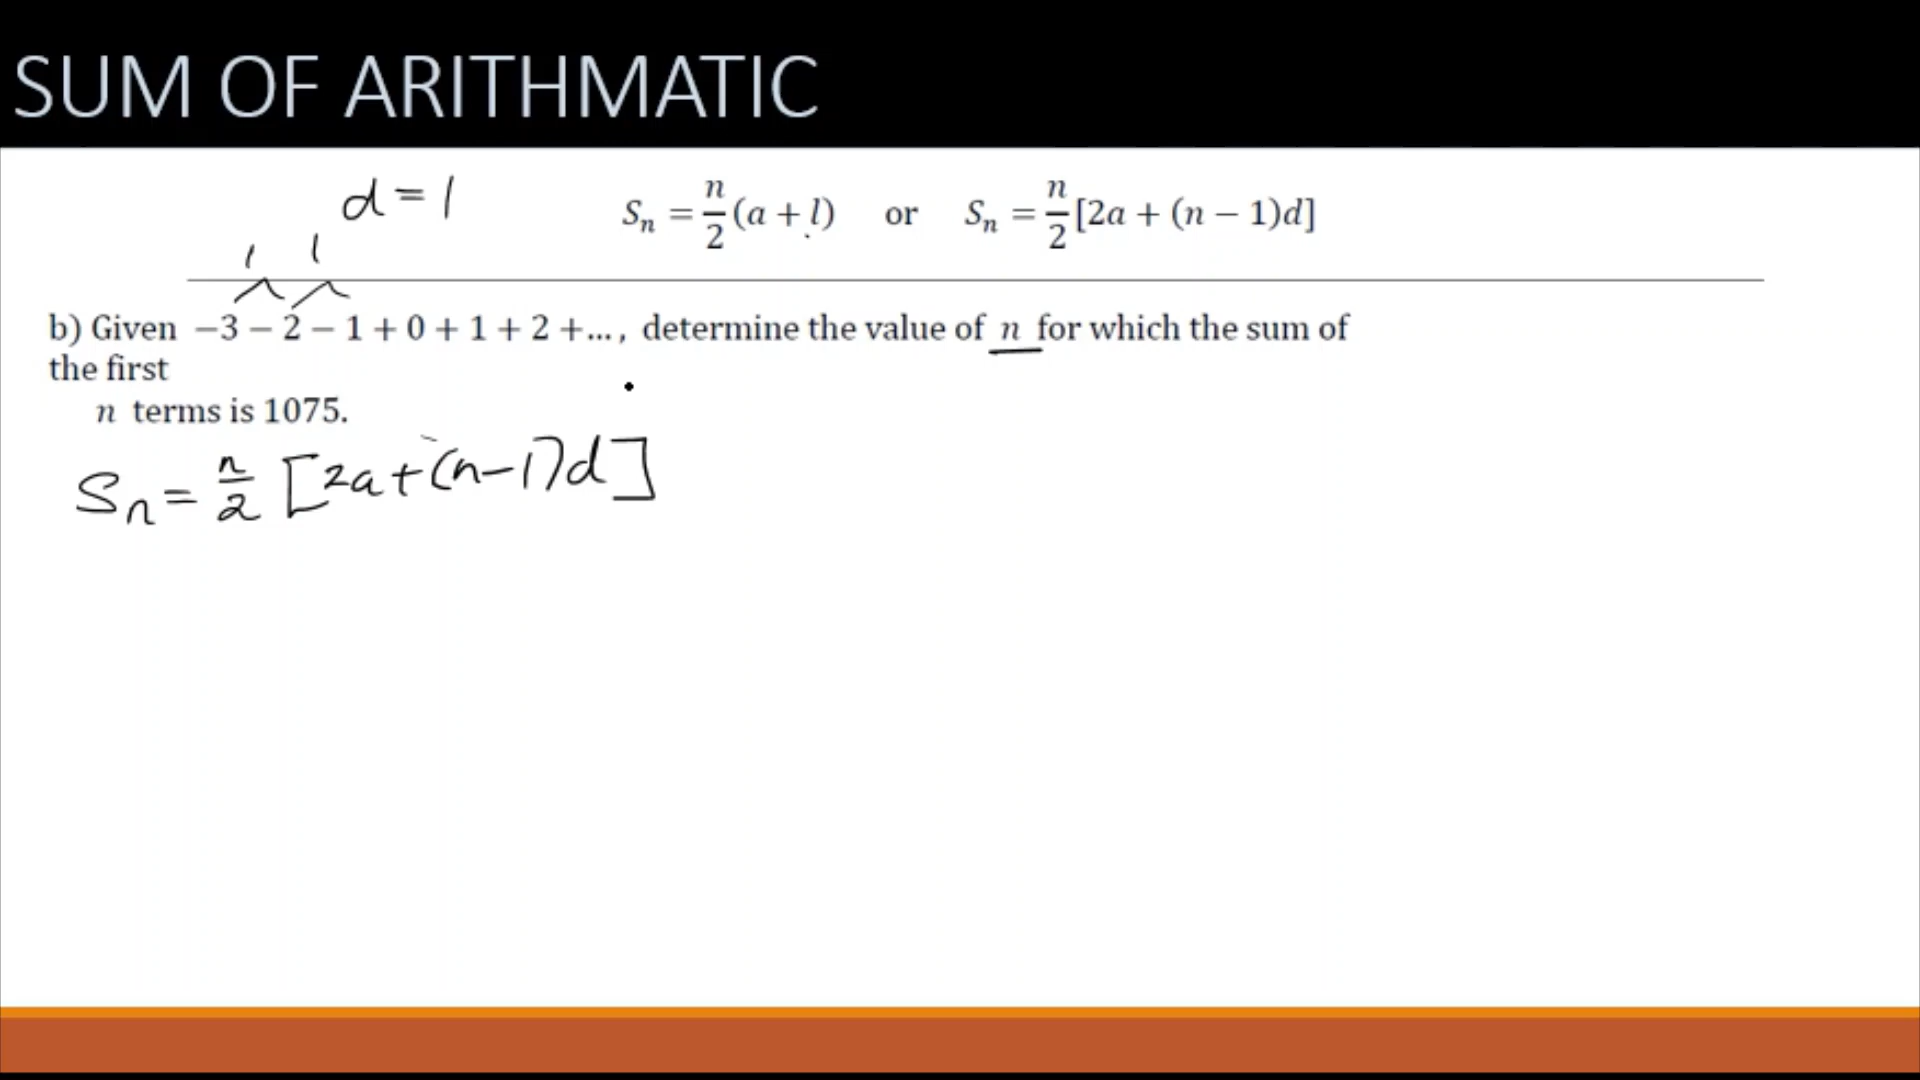 SUM OF ARITHMATIC
d = 1
Sₙ = n/2 (a + l) or Sₙ = n/2 [2a + (n − 1)d]
1 1
b) Given −3 − 2 − 1 + 0 + 1 + 2 + …, determine the value of n for which the sum of
the first
n terms is 1075.
Sₙ = n/2 [2a + (n − 1)d]